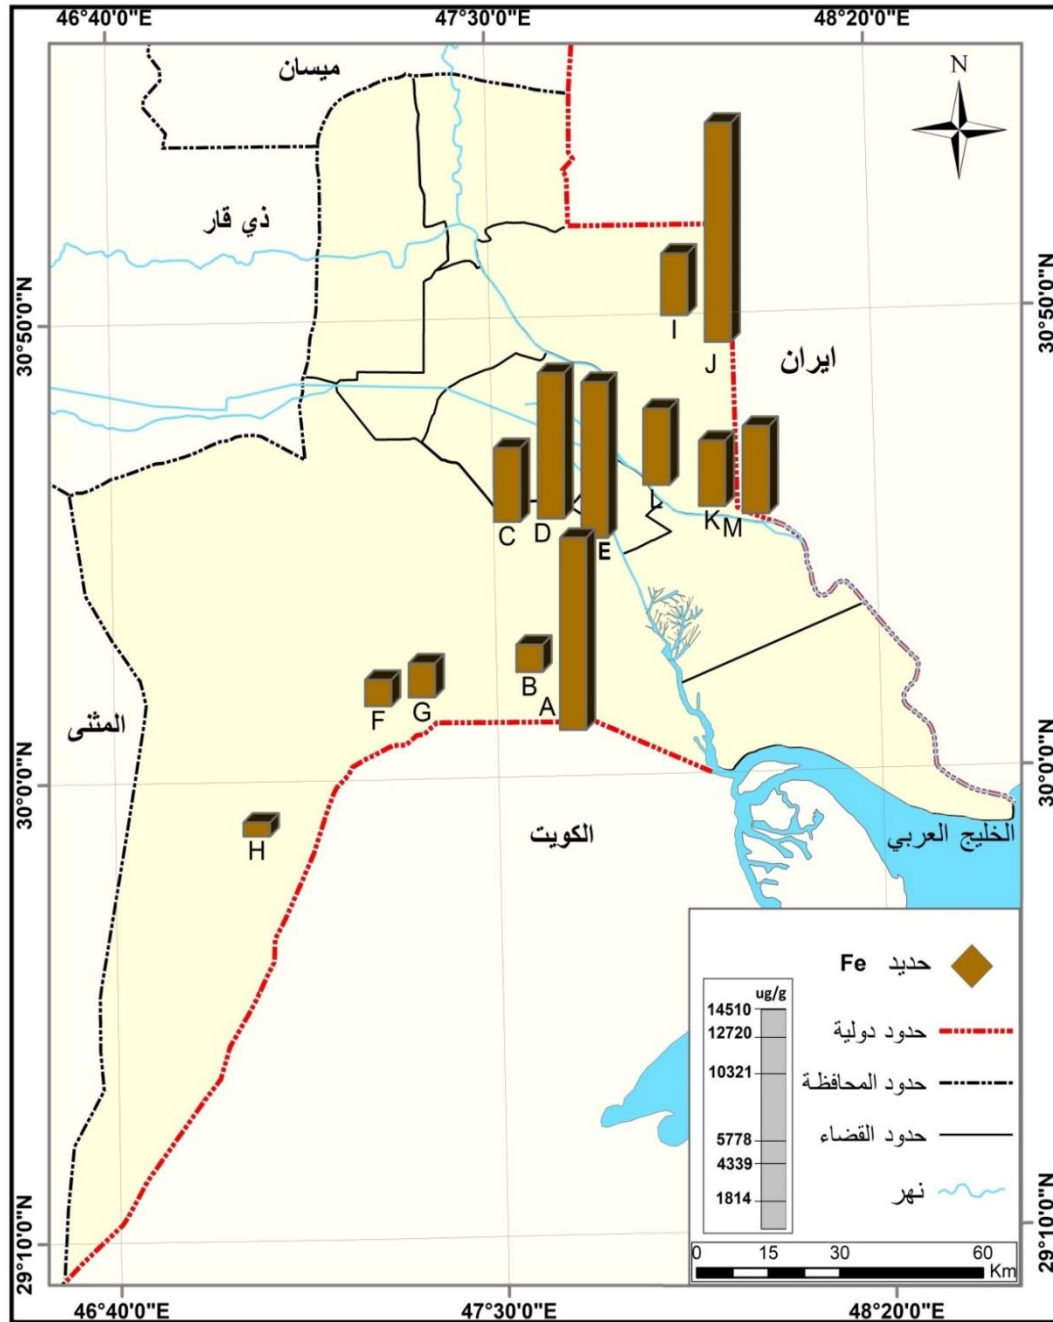 46°40'0"E 47°30'0"E 48°20'0"E
N
ميسان
ذي قار
30°50'0"N
30°50'0"N
I
J
ايران
C
D
E
L
K
M
B
A
F
G
المثنى
30°0'0"N
30°0'0"N
H
الكويت
الخليج العربي
حديد Fe
ug/g
14510
12720
10321
5778
4339
1814
حدود دولية
حدود المحافظة
حدود القضاء
نهر
0 15 30 60
Km
29°10'0"N
29°10'0"N
46°40'0"E 47°30'0"E 48°20'0"E